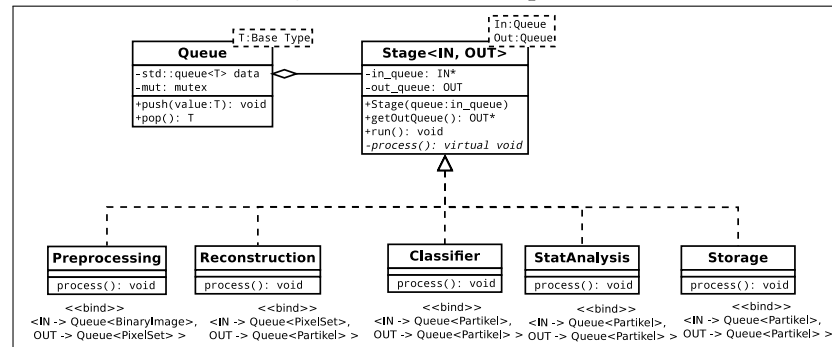 T:Base Type
Queue
-std::queue<T> data
-mut: mutex
+push(value:T): void
+pop(): T
In:Queue
Out:Queue
Stage<IN, OUT>
-in_queue: IN*
-out_queue: OUT
+Stage(queue:in_queue)
+getOutQueue(): OUT*
+run(): void
-process(): virtual void
Preprocessing
process(): void
<<bind>>
<IN -> Queue<BinaryImage>,
OUT -> Queue<PixelSet> >
Reconstruction
process(): void
<<bind>>
<IN -> Queue<PixelSet>,
OUT -> Queue<Partikel> >
Classifier
process(): void
<<bind>>
<IN -> Queue<Partikel>,
OUT -> Queue<Partikel> >
StatAnalysis
process(): void
<<bind>>
<IN -> Queue<Partikel>,
OUT -> Queue<Partikel> >
Storage
process(): void
<<bind>>
<IN -> Queue<Partikel>,
OUT -> Queue<Partikel> >